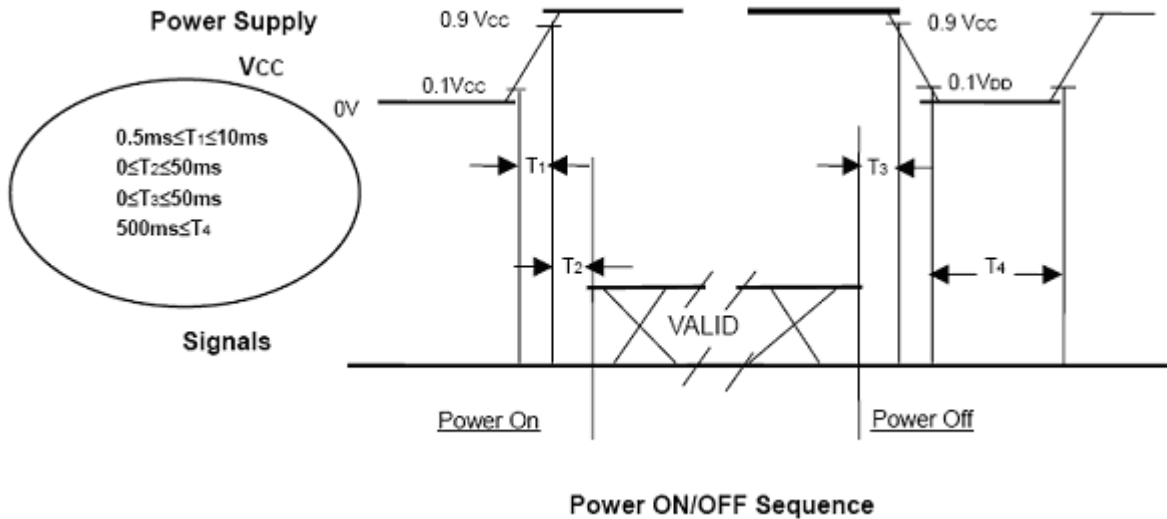 Power Supply
VCC
0.9 VCC
0.9 VCC
0.1VCC
0.1VDD
0V
0.5ms≤T1≤10ms
0≤T2≤50ms
0≤T3≤50ms
500ms≤T4
T1
T3
T2
T4
Signals
VALID
Power On
Power Off
Power ON/OFF Sequence